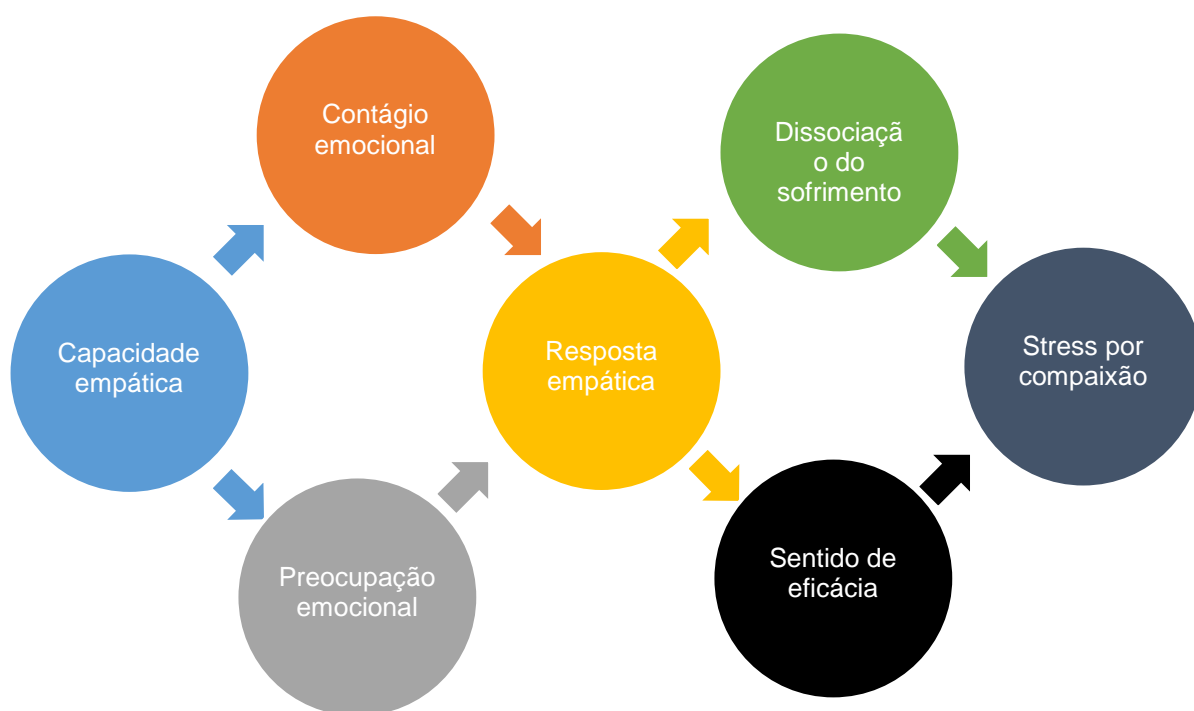 Contágio
emocional
Dissociaçã
o do
sofrimento
Capacidade
empática
Resposta
empática
Stress por
compaixão
Preocupação
emocional
Sentido de
eficácia